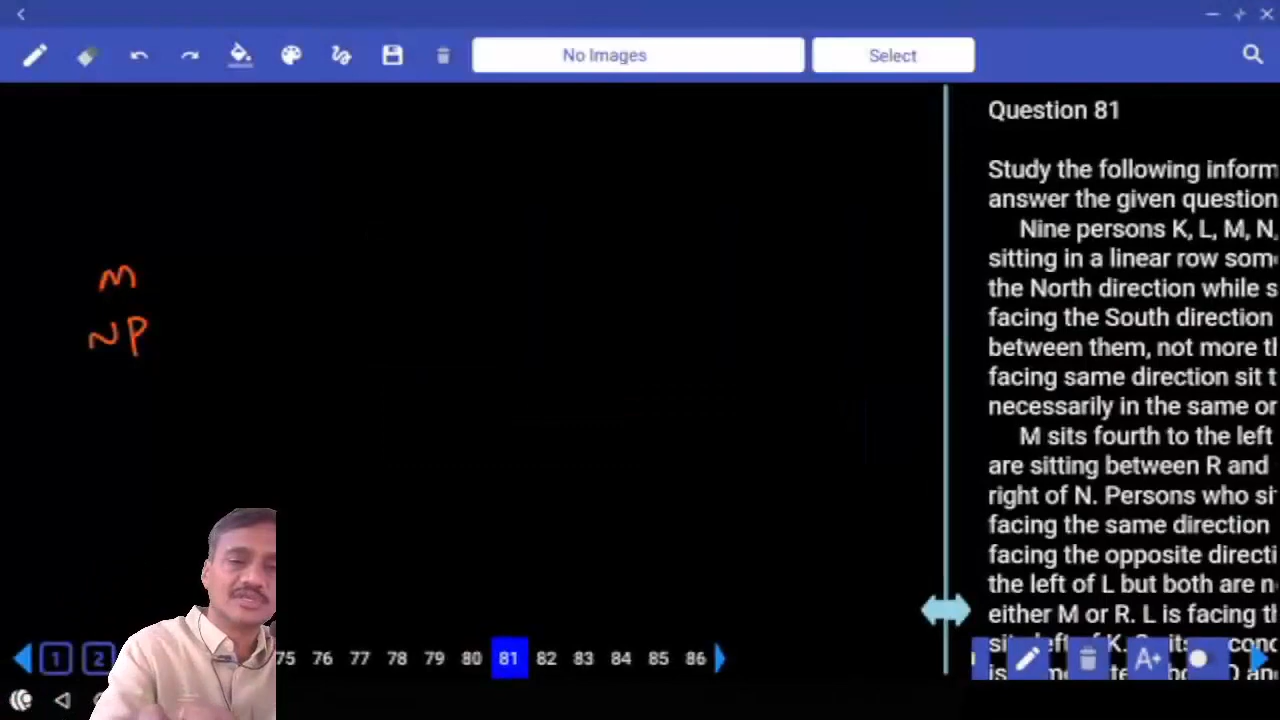 No Images
Select
Question 81
Study the following inform
answer the given question
Nine persons K, L, M, N,
sitting in a linear row som
the North direction while s
facing the South direction
between them, not more th
facing same direction sit t
necessarily in the same or
M sits fourth to the left
are sitting between R and
right of N. Persons who si
facing the same direction
facing the opposite directi
the left of L but both are n
either M or R. L is facing th
M
NP
1 2 75 76 77 78 79 80 81 82 83 84 85 86
A+